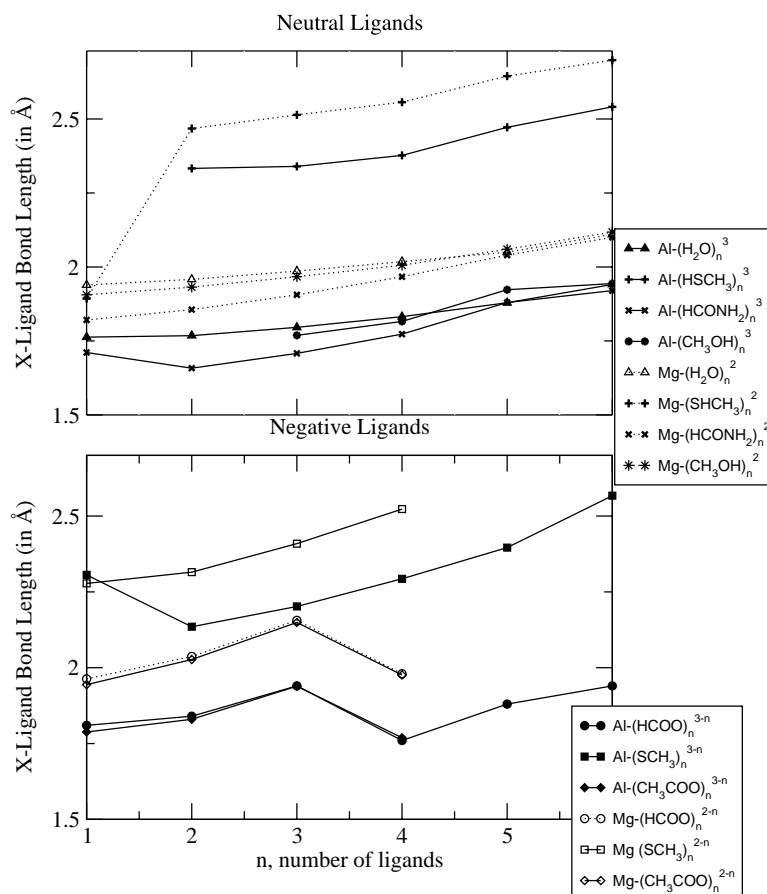 Neutral Ligands
X-Ligand Bond Length (in Å)
2.5
2
1.5
Al-(H₂O)ₙ³
Al-(HSCH₃)ₙ³
Al-(HCONH₂)ₙ³
Al-(CH₃OH)ₙ³
Mg-(H₂O)ₙ²
Mg-(SHCH₃)ₙ²
Mg-(HCONH₂)ₙ²
Mg-(CH₃OH)ₙ²
Negative Ligands
X-Ligand Bond Length (in Å)
2.5
2
1.5
1 2 3 4 5
n, number of ligands
Al-(HCOO)ₙ³⁻ⁿ
Al-(SCH₃)ₙ³⁻ⁿ
Al-(CH₃COO)ₙ³⁻ⁿ
Mg-(HCOO)ₙ²⁻ⁿ
Mg (SCH₃)ₙ²⁻ⁿ
Mg-(CH₃COO)ₙ²⁻ⁿ